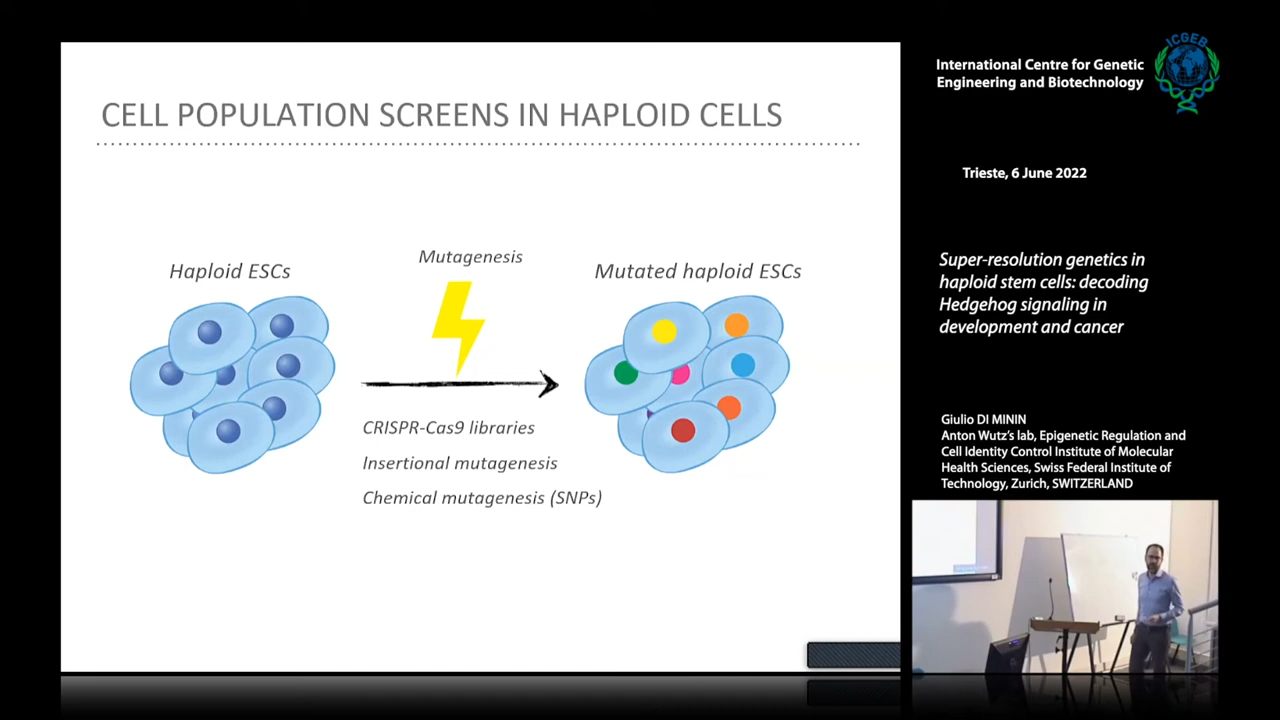 CELL POPULATION SCREENS IN HAPLOID CELLS
Haploid ESCs
Mutagenesis
Mutated haploid ESCs
CRISPR-Cas9 libraries
Insertional mutagenesis
Chemical mutagenesis (SNPs)
International Centre for Genetic
Engineering and Biotechnology
ICGEB
Trieste, 6 June 2022
Super-resolution genetics in
haploid stem cells: decoding
Hedgehog signaling in
development and cancer
Giulio DI MININ
Anton Wutz's lab, Epigenetic Regulation and
Cell Identity Control Institute of Molecular
Health Sciences, Swiss Federal Institute of
Technology, Zurich, SWITZERLAND